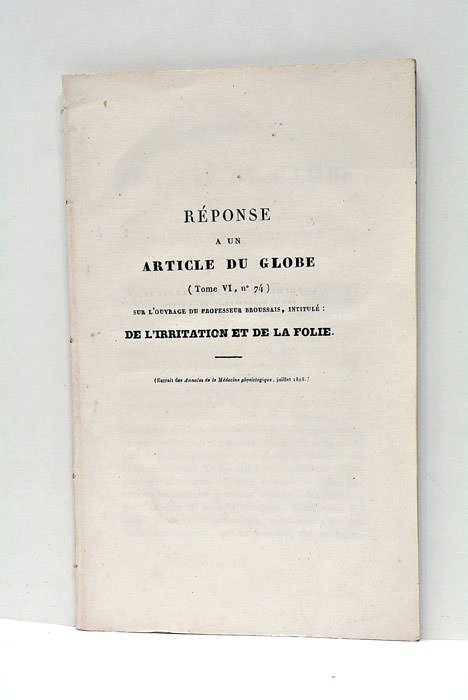 RÉPONSE
A UN
ARTICLE DU GLOBE
( Tome VI, n° 74 )
SUR L'OUVRAGE DU PROFESSEUR BROUSSAIS, INTITULÉ :
DE L'IRRITATION ET DE LA FOLIE.
(Extrait des Annales de la Médecine physiologique, juillet 1828.)